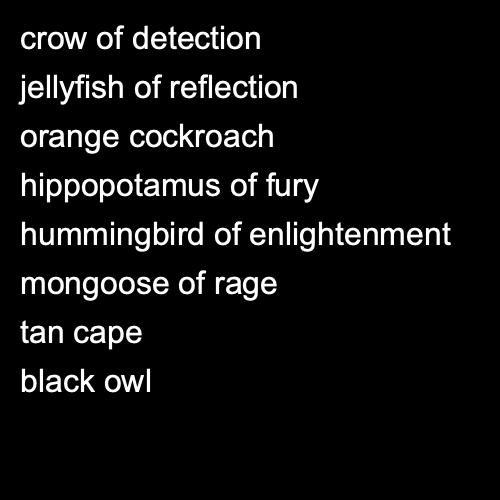 crow of detection
jellyfish of reflection
orange cockroach
hippopotamus of fury
hummingbird of enlightenment
mongoose of rage
tan cape
black owl